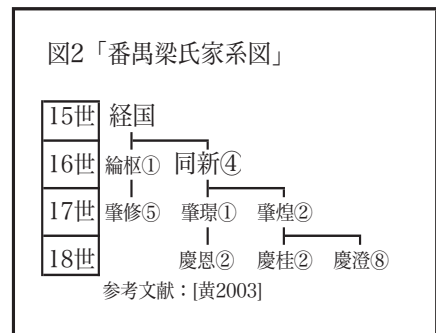 図2「番禺梁氏家系図」
15世 経国
16世 綸枢① 同新④
17世 肇修⑤ 肇璟① 肇煌②
18世 慶恩② 慶桂② 慶澄⑧
参考文献：[黄2003]